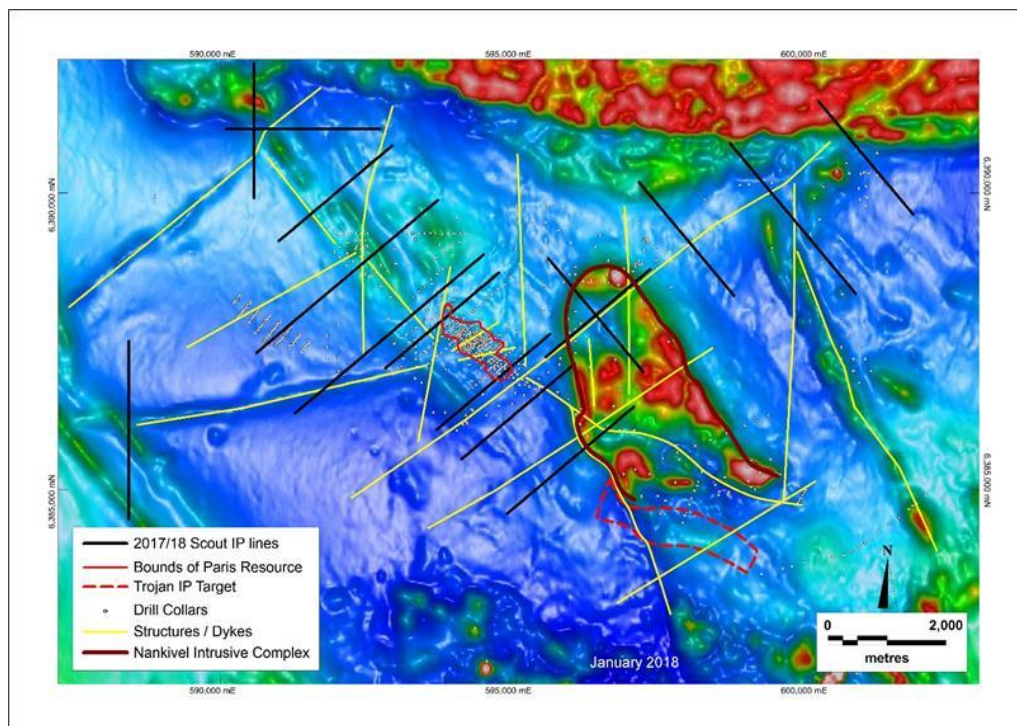 590,000 mE
595,000 mE
600,000 mE
6,390,000 mN
6,390,000 mN
6,385,000 mN
6,385,000 mN
2017/18 Scout IP lines
Bounds of Paris Resource
Trojan IP Target
Drill Collars
Structures / Dykes
Nankivel Intrusive Complex
January 2018
N
0
2,000
metres
590,000 mE
595,000 mE
600,000 mE